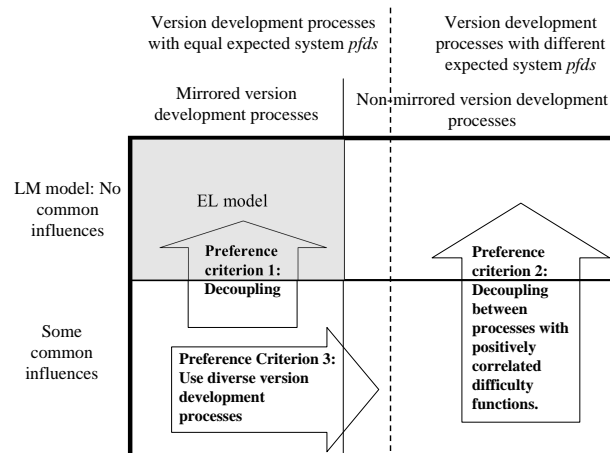 Version development processes
with equal expected system pfds
Version development
processes with different
expected system pfds
Mirrored version
development processes
Non-mirrored version development
processes
LM model: No
common
influences
EL model
Preference
criterion 1:
Decoupling
Preference
criterion 2:
Decoupling
between
processes with
positively
correlated
difficulty
functions.
Some
common
influences
Preference Criterion 3:
Use diverse version
development
processes